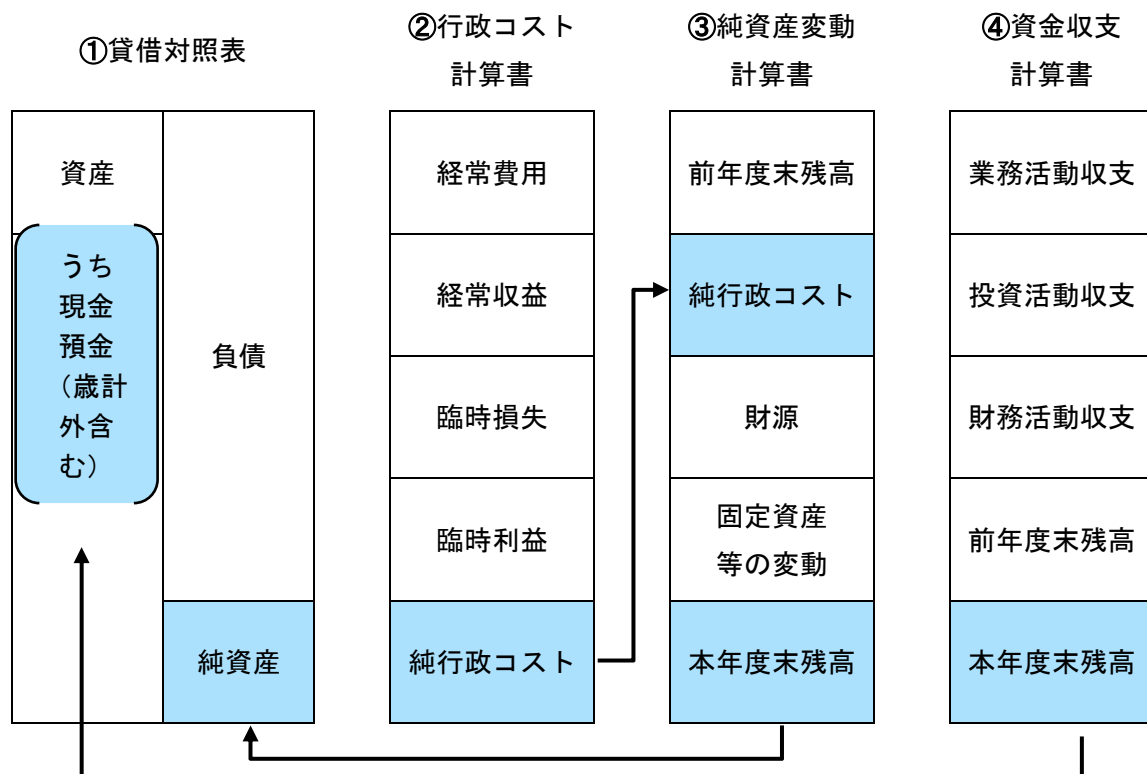 ①貸借対照表
②行政コスト
計算書
③純資産変動
計算書
④資金収支
計算書
資産
うち
現金
預金
（歳計
外含
む）
負債
純資産
経常費用
経常収益
臨時損失
臨時利益
純行政コスト
前年度末残高
純行政コスト
財源
固定資産
等の変動
本年度末残高
業務活動収支
投資活動収支
財務活動収支
前年度末残高
本年度末残高